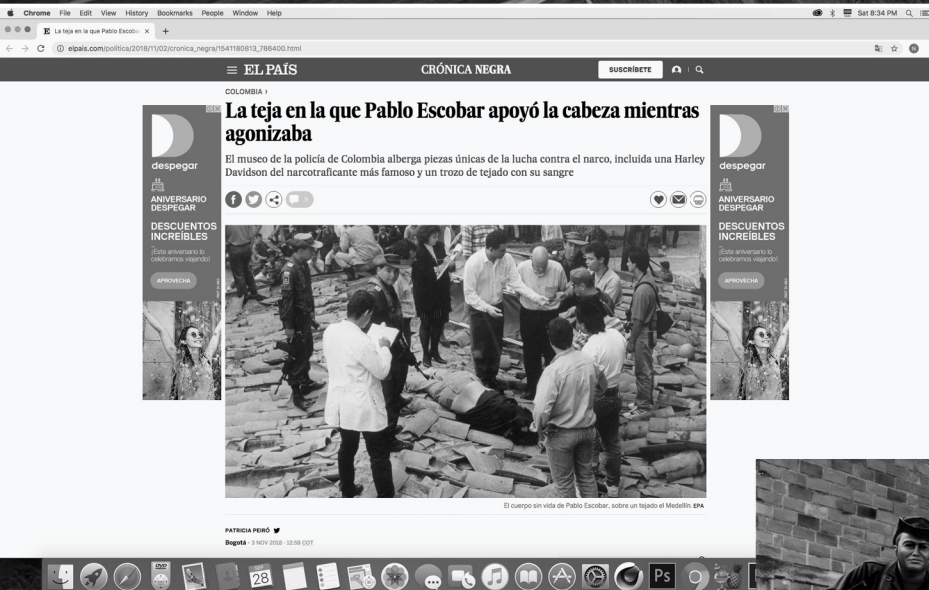 Chrome File Edit View History Bookmarks People Window Help
Sat 8:34 PM
La teja en la que Pablo Escoba
elpais.com/politica/2018/11/02/cronica_negra/1541180813_786400.html
EL PAÍS
CRÓNICA NEGRA
SUSCRÍBETE
COLOMBIA ›
La teja en la que Pablo Escobar apoyó la cabeza mientras
agonizaba
El museo de la policía de Colombia alberga piezas únicas de la lucha contra el narco, incluida una Harley
Davidson del narcotraficante más famoso y un trozo de tejado con su sangre
despegar
ANIVERSARIO
DESPEGAR
DESCUENTOS
INCREÍBLES
¡Este aniversario lo
celebramos viajando!
APROVECHA
despegar
ANIVERSARIO
DESPEGAR
DESCUENTOS
INCREÍBLES
¡Este aniversario lo
celebramos viajando!
APROVECHA
El cuerpo sin vida de Pablo Escobar, sobre un tejado el Medellín. EPA
PATRICIA PEIRÓ
Bogotá - 3 NOV 2018 - 12:58 COT
DVD
SEP
28
Ps